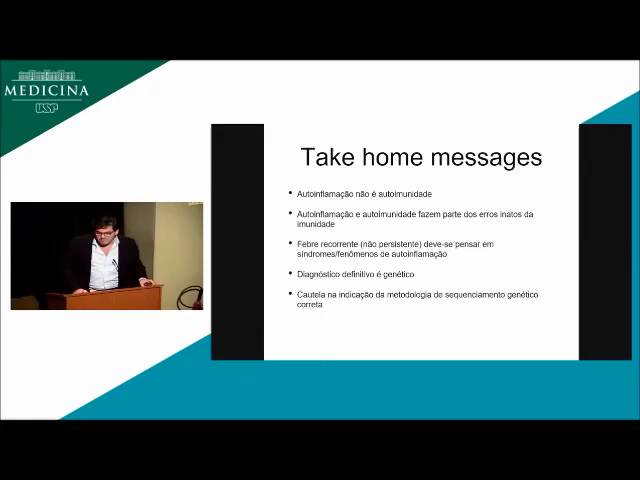 MEDICINA
USP
Take home messages
• Autoinflamação não é autoimunidade
• Autoinflamação e autoimunidade fazem parte dos erros inatos da
imunidade
• Febre recorrente (não persistente) deve-se pensar em
síndromes/fenômenos de autoinflamação
• Diagnóstico definitivo é genético
• Cautela na indicação da metodologia de sequenciamento genético
correta